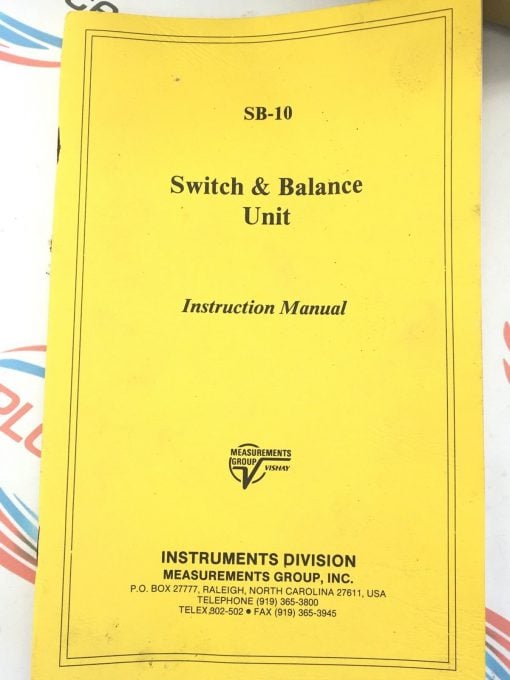 SB-10
Switch & Balance
Unit
Instruction Manual
MEASUREMENTS
GROUP
VISHAY
INSTRUMENTS DIVISION
MEASUREMENTS GROUP, INC.
P.O. BOX 27777, RALEIGH, NORTH CAROLINA 27611, USA
TELEPHONE (919) 365-3800
TELEX 802-502 ● FAX (919) 365-3945